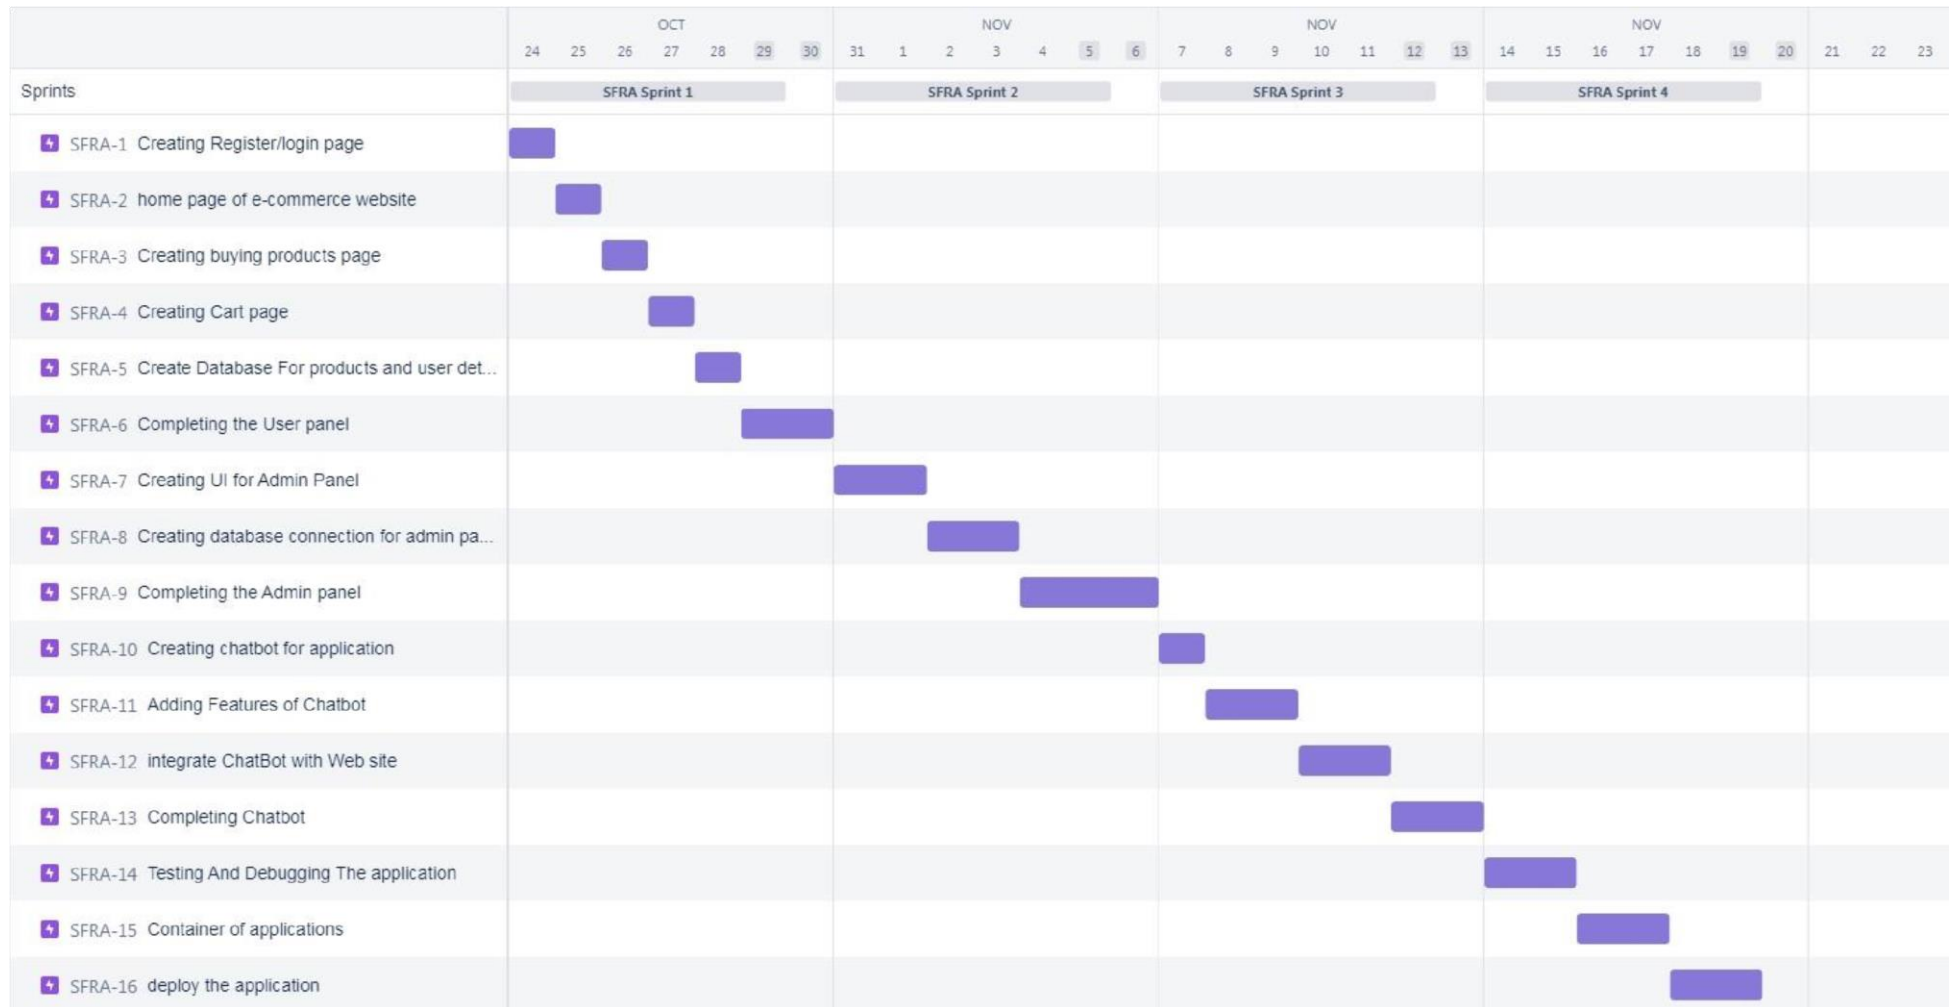 OCT NOV NOV NOV
24 25 26 27 28 29 30 31 1 2 3 4 5 6 7 8 9 10 11 12 13 14 15 16 17 18 19 20 21 22 23
Sprints SFRA Sprint 1 SFRA Sprint 2 SFRA Sprint 3 SFRA Sprint 4
SFRA-1 Creating Register/login page
SFRA-2 home page of e-commerce website
SFRA-3 Creating buying products page
SFRA-4 Creating Cart page
SFRA-5 Create Database For products and user det...
SFRA-6 Completing the User panel
SFRA-7 Creating UI for Admin Panel
SFRA-8 Creating database connection for admin pa...
SFRA-9 Completing the Admin panel
SFRA-10 Creating chatbot for application
SFRA-11 Adding Features of Chatbot
SFRA-12 integrate ChatBot with Web site
SFRA-13 Completing Chatbot
SFRA-14 Testing And Debugging The application
SFRA-15 Container of applications
SFRA-16 deploy the application